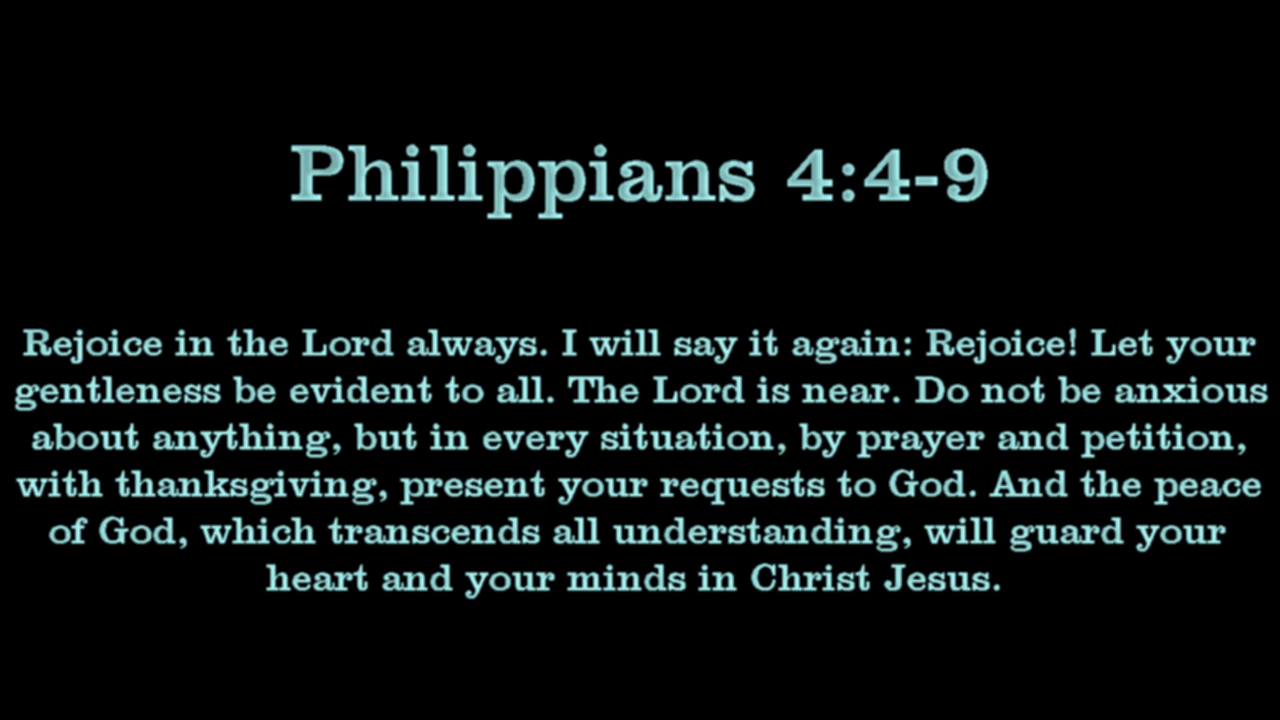 Philippians 4:4-9
Rejoice in the Lord always. I will say it again: Rejoice! Let your
gentleness be evident to all. The Lord is near. Do not be anxious
about anything, but in every situation, by prayer and petition,
with thanksgiving, present your requests to God. And the peace
of God, which transcends all understanding, will guard your
heart and your minds in Christ Jesus.